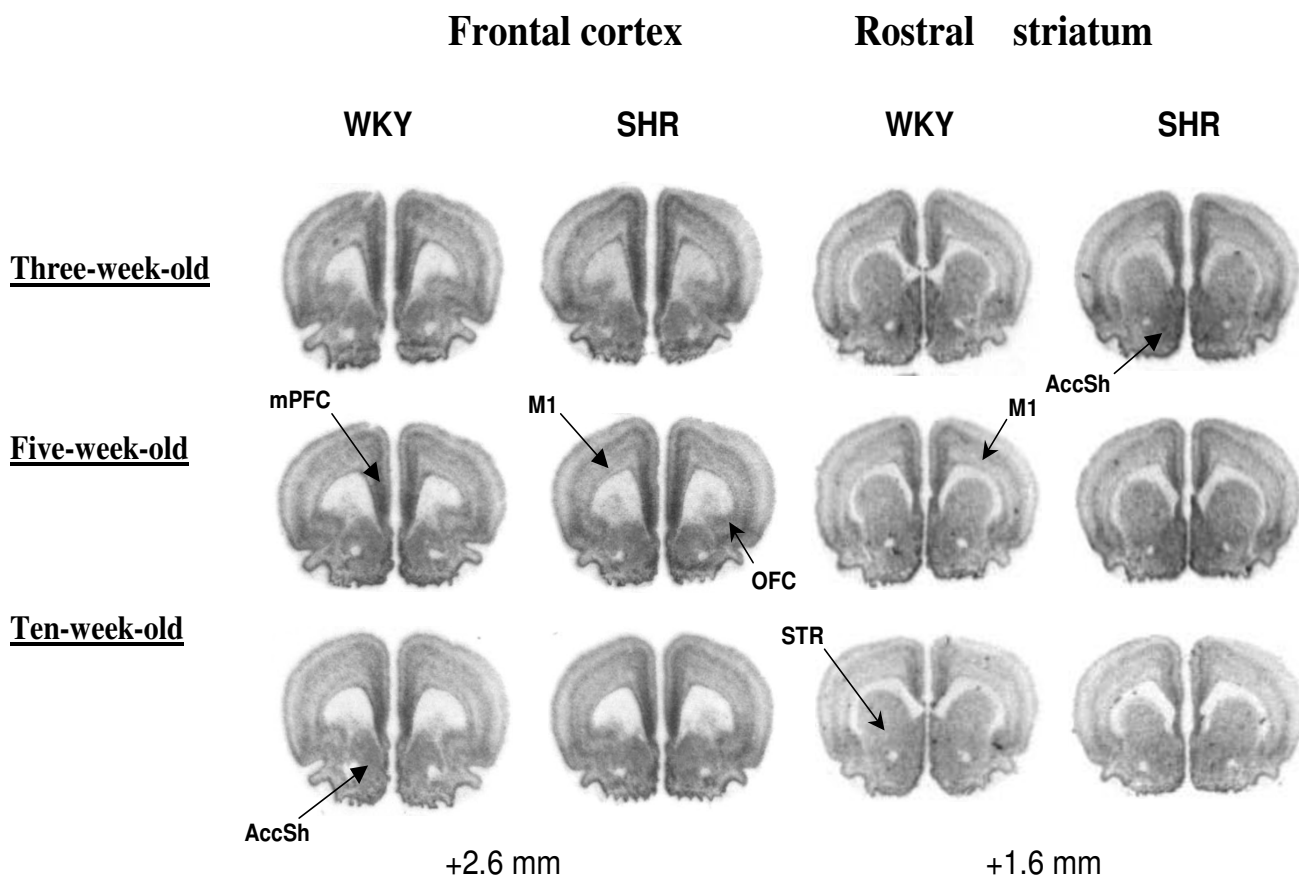 Frontal cortex Rostral striatum
WKY SHR WKY SHR
Three-week-old
AccSh
mPFC M1 M1
Five-week-old
OFC
Ten-week-old
STR
AccSh
+2.6 mm +1.6 mm